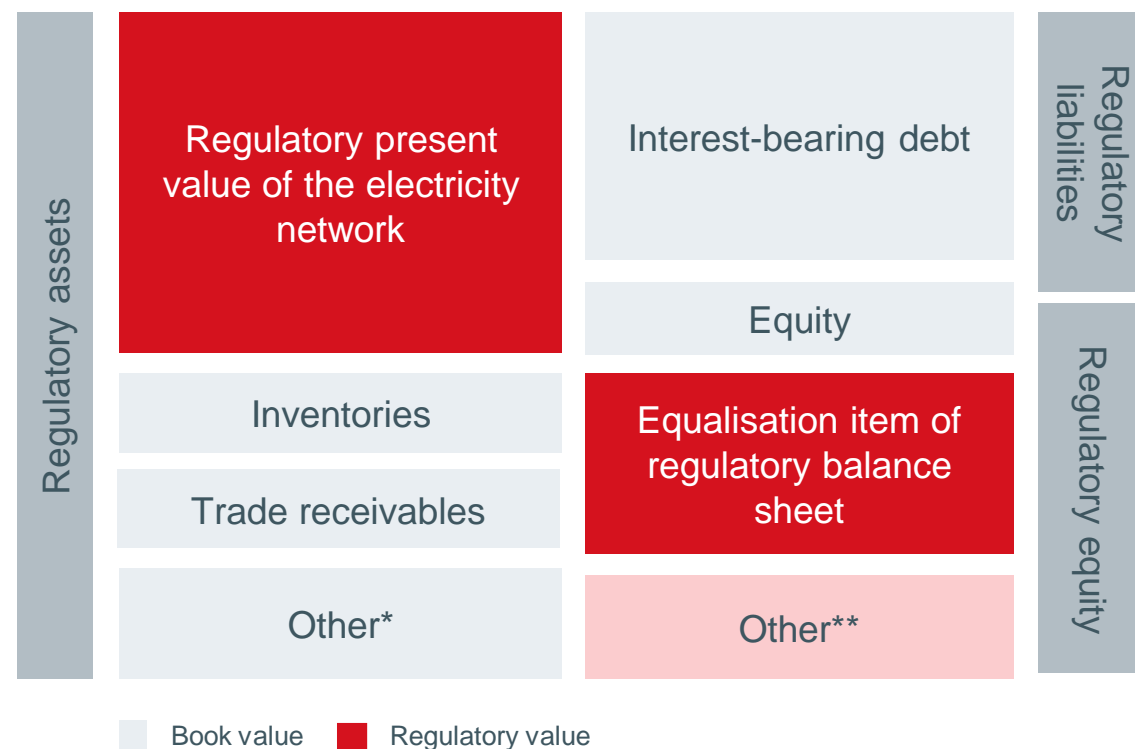 Regulatory assets
Regulatory present
value of the electricity
network
Inventories
Trade receivables
Other*
Interest-bearing debt
Equity
Equalisation item of
regulatory balance
sheet
Other**
Regulatory
liabilities
Regulatory equity
Book value
Regulatory value